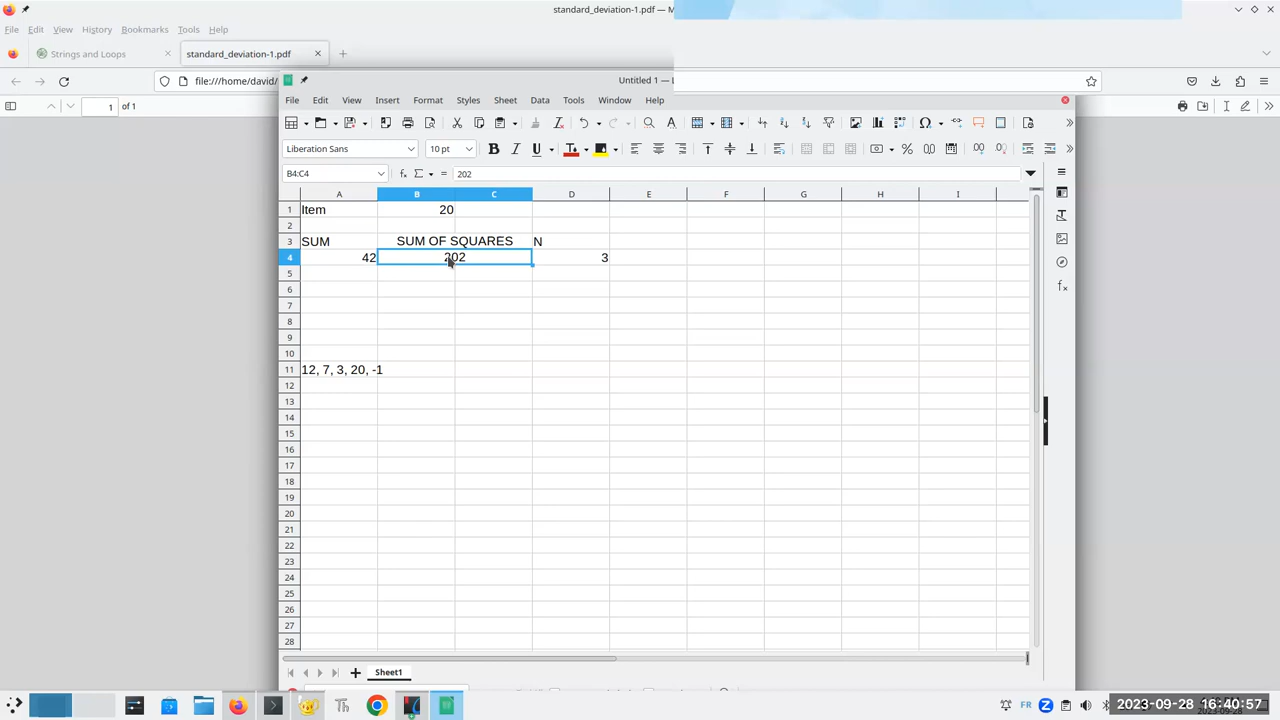 standard_deviation-1.pdf — M
File Edit View History Bookmarks Tools Help
Strings and Loops
standard_deviation-1.pdf
file:///home/david/
1 of 1
Untitled 1 — L
File Edit View Insert Format Styles Sheet Data Tools Window Help
Liberation Sans 10 pt
B4:C4 202
A B C D E F G H I
1 Item 20
2
3 SUM SUM OF SQUARES N
4 42 202 3
5
6
7
8
9
10
11 12, 7, 3, 20, -1
12
13
14
15
16
17
18
19
20
21
22
23
24
25
26
27
28
Sheet1
FR
2023-09-28 16:40:57